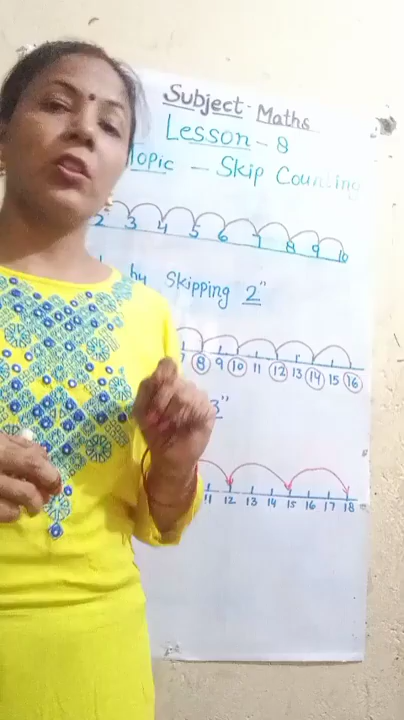 Subject- Maths
Lesson - 8
Topic - Skip Counting
2 3 4 5 6 7 8 9 10
by Skipping 2"
7 8 9 10 11 12 13 14 15 16
3"
11 12 13 14 15 16 17 18